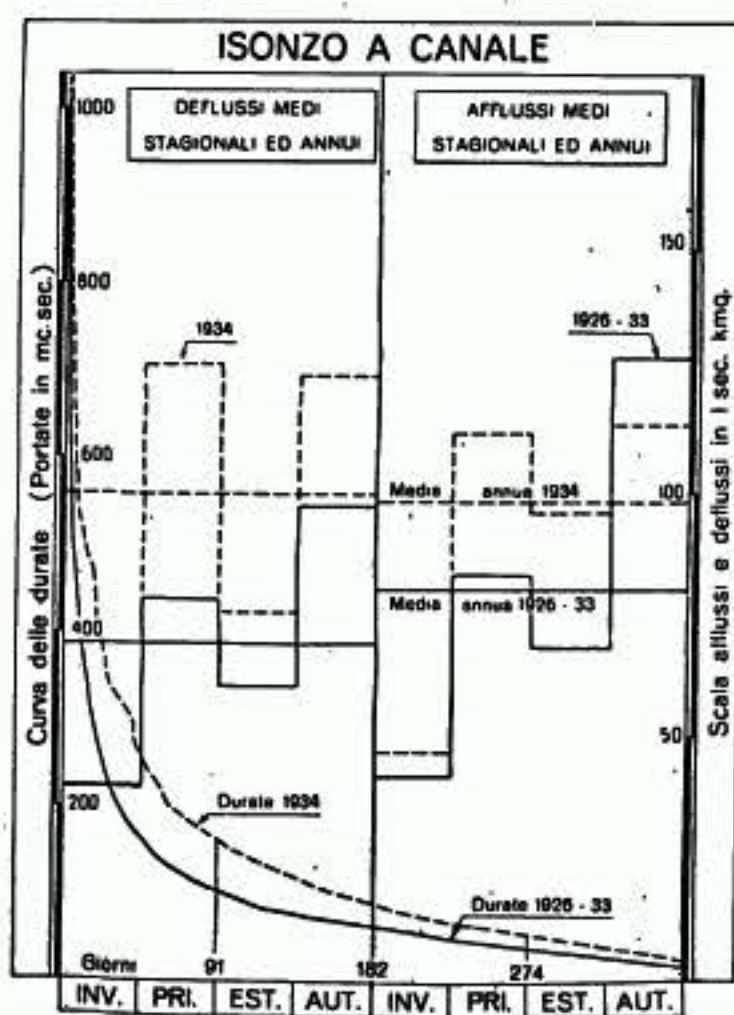 ISONZO A CANALE
DEFLUSSI MEDI
STAGIONALI ED ANNUI
AFFLUSSI MEDI
STAGIONALI ED ANNUI
Curva delle durate (Portate in mc. sec.)
1000
800
600
400
200
1934
1926 - 33
150
100
50
Scala afflussi e deflussi in l sec. kmq.
Media annua 1934
Media annua 1926 - 33
Durate 1934
Durate 1926 - 33
Giorni 91 182 274
INV. PRI. EST. AUT. INV. PRI. EST. AUT.